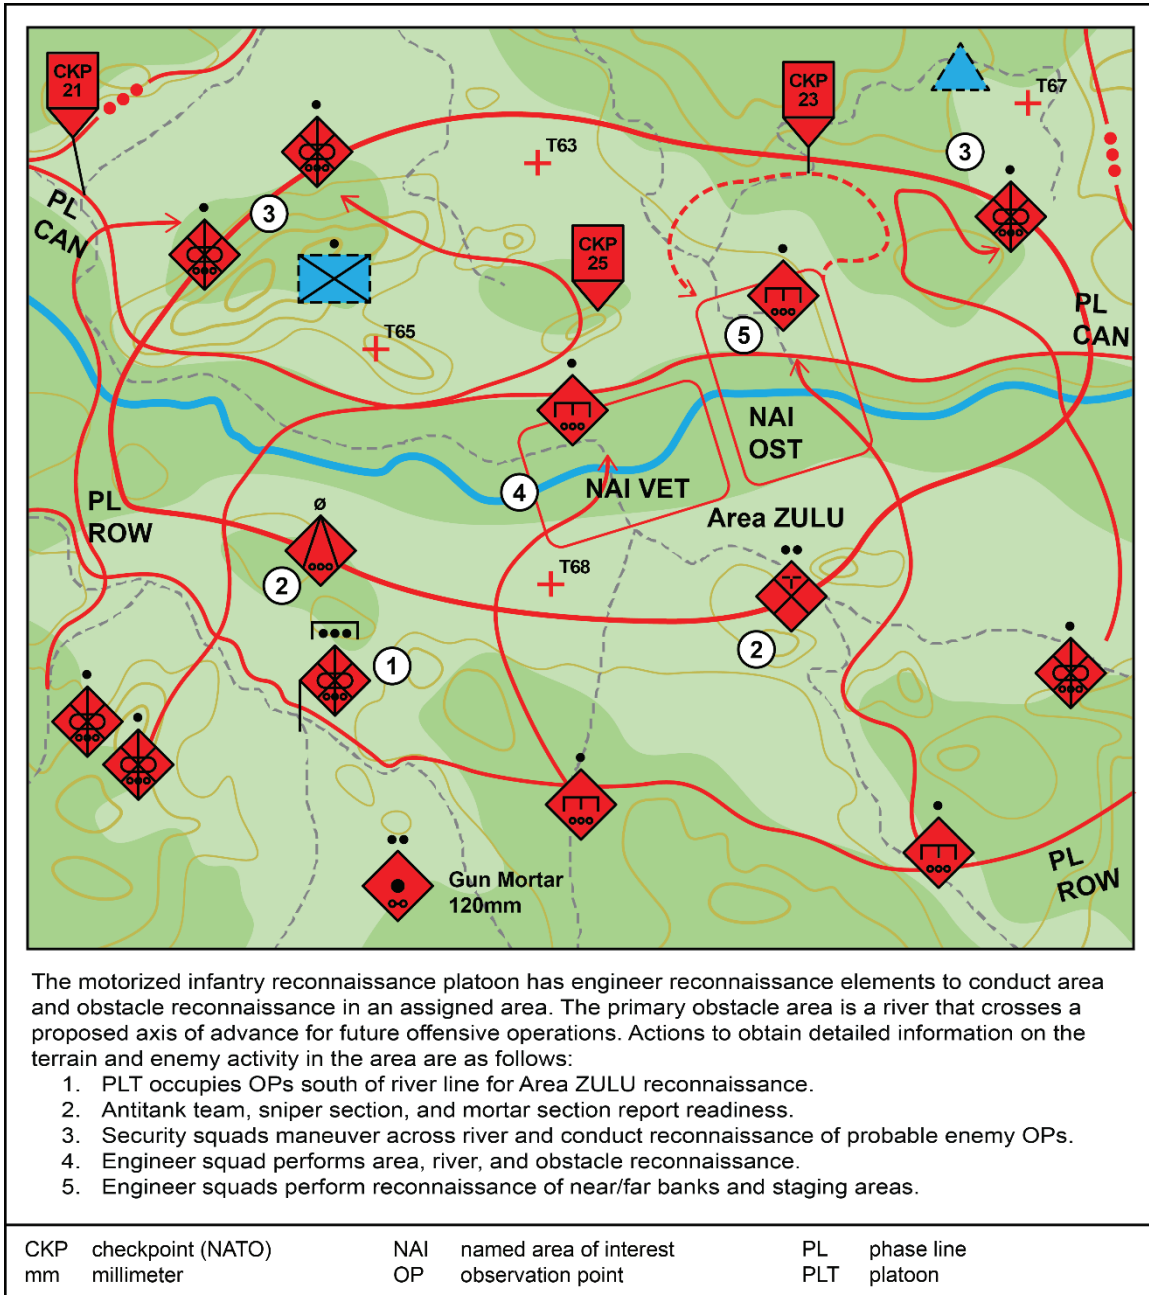 CKP
21
CKP
23
T67
3
T63
3
PL
CAN
CKP
25
PL
CAN
T65
5
NAI
OST
4
NAI VET
PL
ROW
Area ZULU
Ø
2
T68
2
1
Gun Mortar
120mm
PL
ROW
The motorized infantry reconnaissance platoon has engineer reconnaissance elements to conduct area
and obstacle reconnaissance in an assigned area. The primary obstacle area is a river that crosses a
proposed axis of advance for future offensive operations. Actions to obtain detailed information on the
terrain and enemy activity in the area are as follows:
1. PLT occupies OPs south of river line for Area ZULU reconnaissance.
2. Antitank team, sniper section, and mortar section report readiness.
3. Security squads maneuver across river and conduct reconnaissance of probable enemy OPs.
4. Engineer squad performs area, river, and obstacle reconnaissance.
5. Engineer squads perform reconnaissance of near/far banks and staging areas.
CKP checkpoint (NATO) NAI named area of interest PL phase line
mm millimeter OP observation point PLT platoon